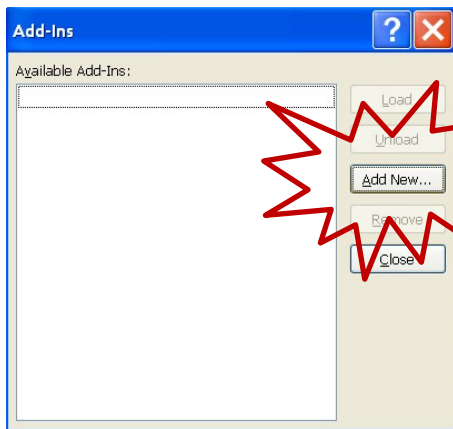 Add-Ins
Available Add-Ins:
Load
Unload
Add New...
Remove
Close